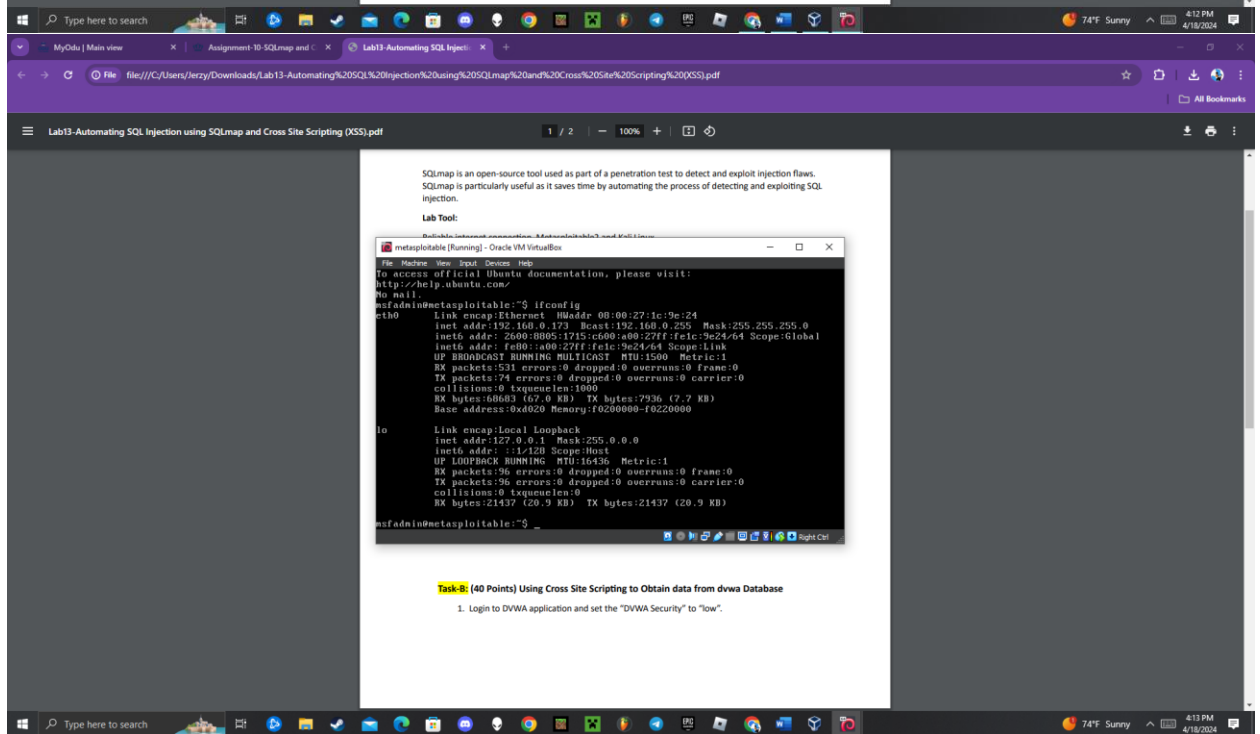 Type here to search
74°F Sunny
4:12 PM
4/18/2024
MyOdu | Main view
Assignment-10-SQLmap and C
Lab13-Automating SQL Injecti
File
file:///C:/Users/Jerzy/Downloads/Lab13-Automating%20SQL%20Injection%20using%20SQLmap%20and%20Cross%20Site%20Scripting%20(XSS).pdf
All Bookmarks
Lab13-Automating SQL Injection using SQLmap and Cross Site Scripting (XSS).pdf
1 / 2
100%
SQLmap is an open-source tool used as part of a penetration test to detect and exploit injection flaws.
SQLmap is particularly useful as it saves time by automating the process of detecting and exploiting SQL
injection.
Lab Tool:
Reliable internet connection, Metasploitable2 and Kali Linux
metasploitable [Running] - Oracle VM VirtualBox
File Machine View Input Devices Help
To access official Ubuntu documentation, please visit:
http://help.ubuntu.com/
No mail.
msfadmin@metasploitable:~$ ifconfig
eth0 Link encap:Ethernet HWaddr 08:00:27:1c:9e:24
inet addr:192.168.0.173 Bcast:192.168.0.255 Mask:255.255.255.0
inet6 addr: 2600:8805:1715:c600:a00:27ff:fe1c:9e24/64 Scope:Global
inet6 addr: fe80::a00:27ff:fe1c:9e24/64 Scope:Link
UP BROADCAST RUNNING MULTICAST MTU:1500 Metric:1
RX packets:531 errors:0 dropped:0 overruns:0 frame:0
TX packets:74 errors:0 dropped:0 overruns:0 carrier:0
collisions:0 txqueuelen:1000
RX bytes:68683 (67.0 KB) TX bytes:7936 (7.7 KB)
Base address:0xd020 Memory:f0200000-f0220000
lo Link encap:Local Loopback
inet addr:127.0.0.1 Mask:255.0.0.0
inet6 addr: ::1/128 Scope:Host
UP LOOPBACK RUNNING MTU:16436 Metric:1
RX packets:96 errors:0 dropped:0 overruns:0 frame:0
TX packets:96 errors:0 dropped:0 overruns:0 carrier:0
collisions:0 txqueuelen:0
RX bytes:21437 (20.9 KB) TX bytes:21437 (20.9 KB)
msfadmin@metasploitable:~$ _
Right Ctrl
Task-B: (40 Points) Using Cross Site Scripting to Obtain data from dvwa Database
1. Login to DVWA application and set the “DVWA Security” to “low”.
Type here to search
74°F Sunny
4:13 PM
4/18/2024